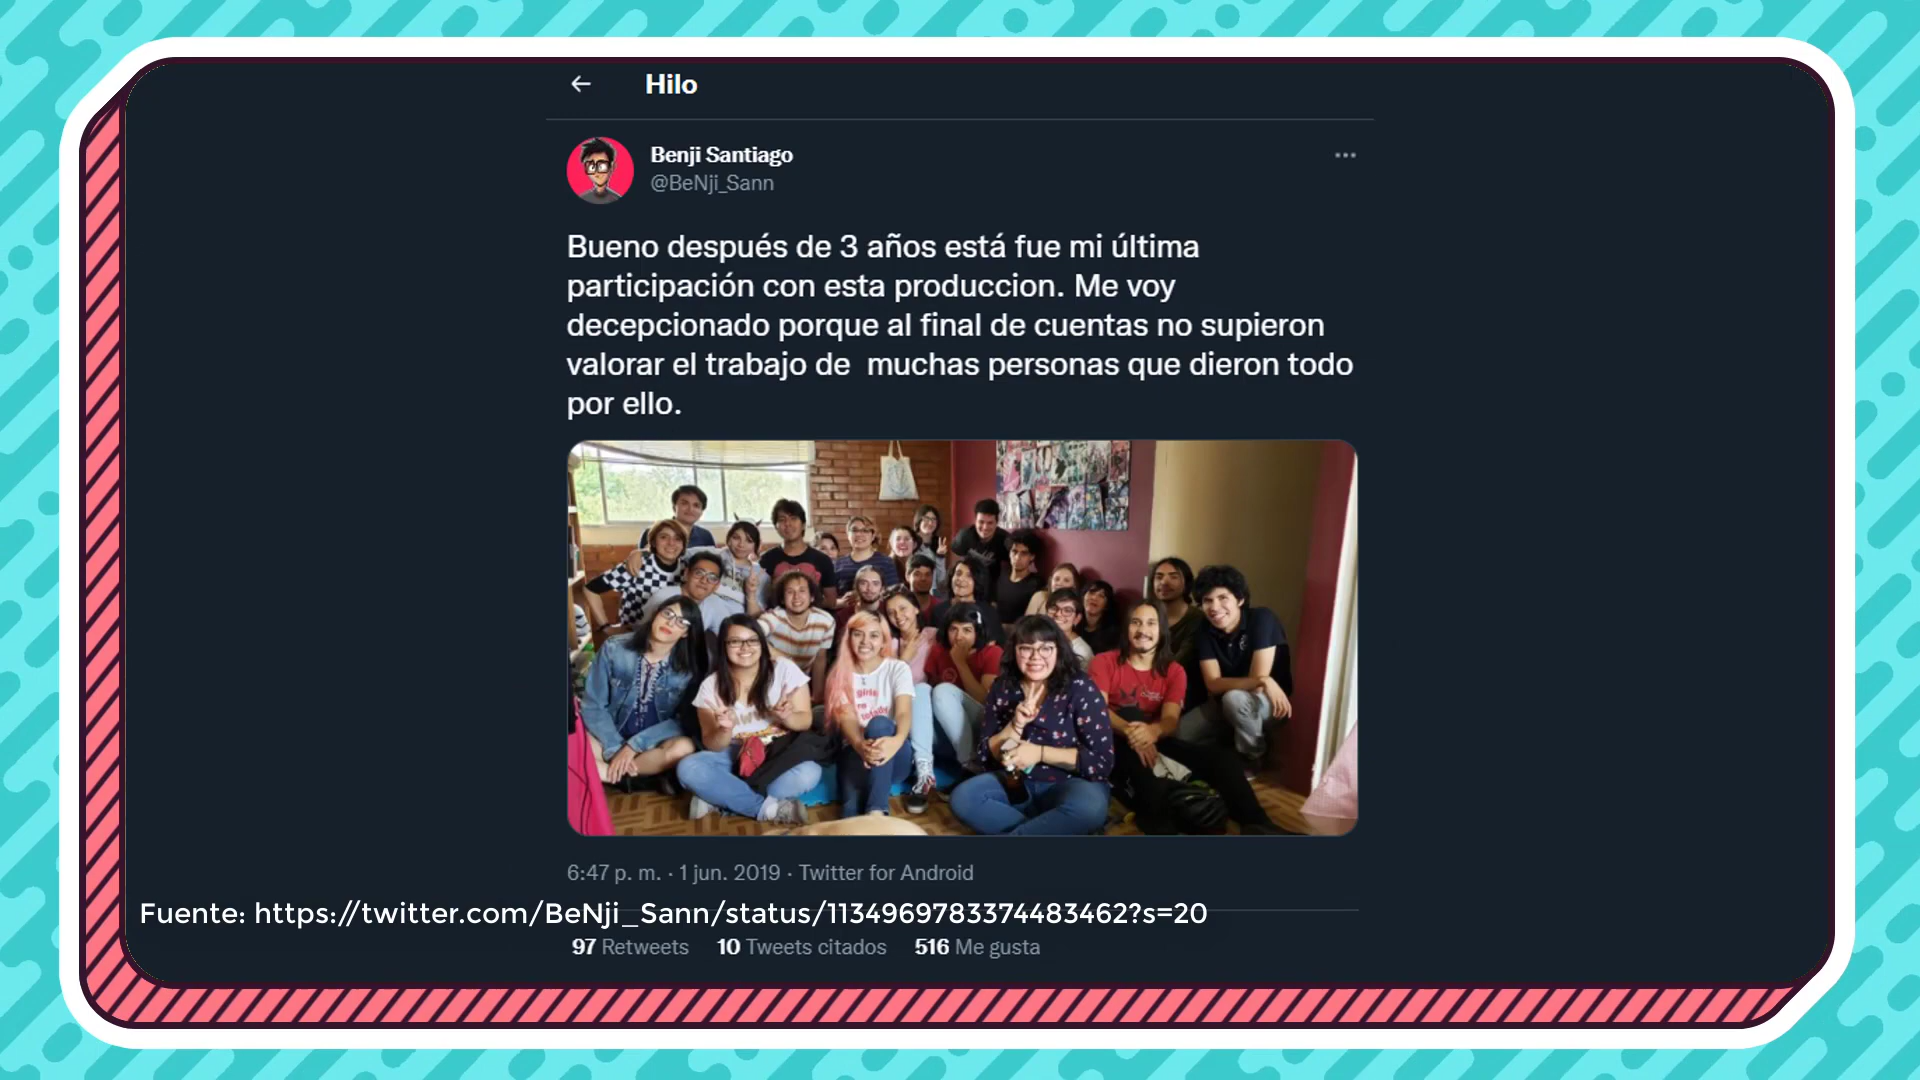 Hilo
Benji Santiago
@BeNji_Sann
Bueno después de 3 años está fue mi última
participación con esta produccion. Me voy
decepcionado porque al final de cuentas no supieron
valorar el trabajo de  muchas personas que dieron todo
por ello.
6:47 p. m. · 1 jun. 2019 · Twitter for Android
Fuente: https://twitter.com/BeNji_Sann/status/1134969783374483462?s=20
97 Retweets 10 Tweets citados 516 Me gusta